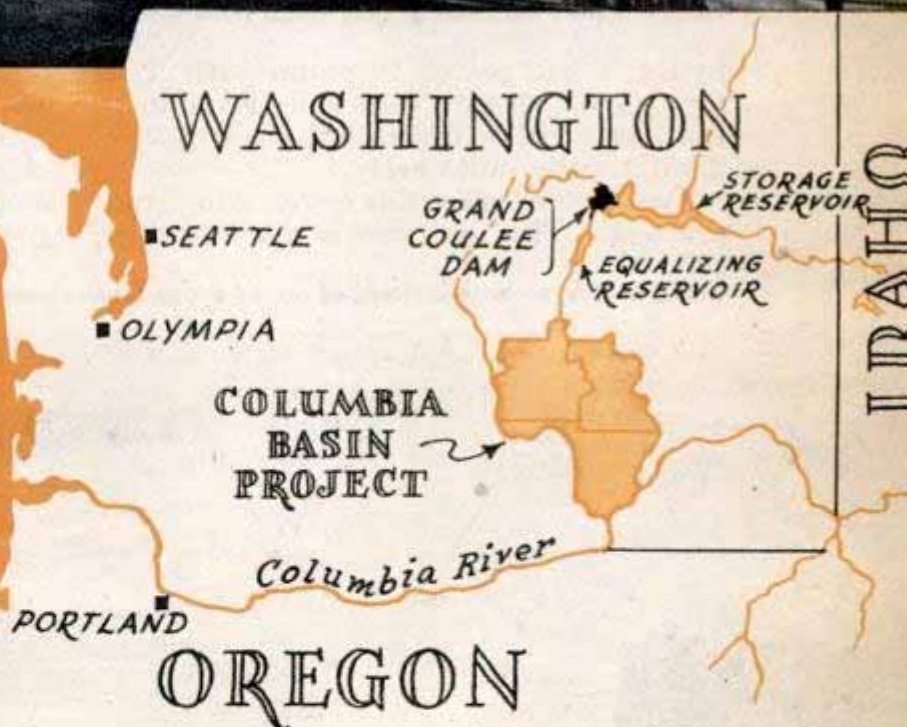 WASHINGTON
STORAGE
RESERVOIR
GRAND
COULEE
DAM
EQUALIZING
RESERVOIR
SEATTLE
OLYMPIA
IDAHO
COLUMBIA
BASIN
PROJECT
Columbia River
PORTLAND
OREGON